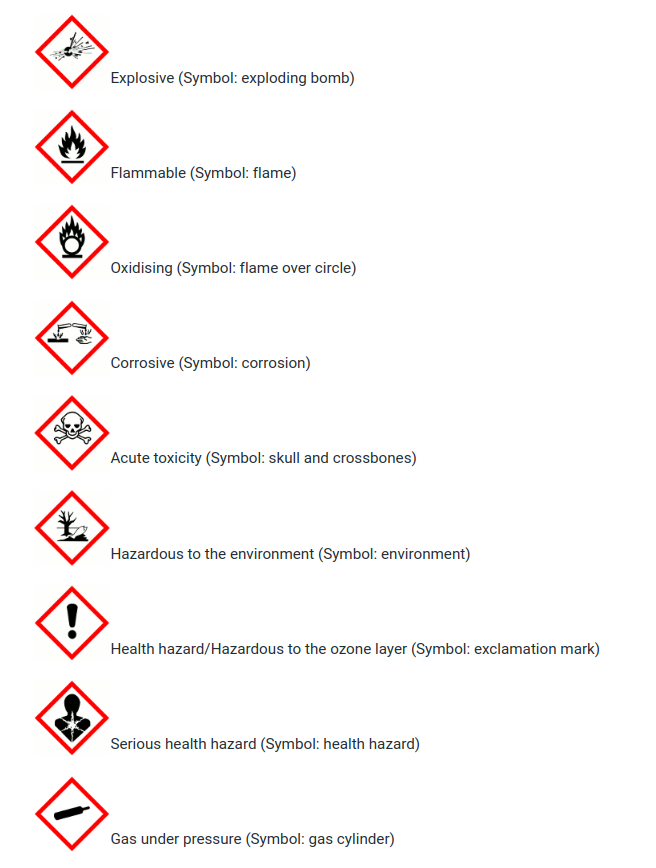 Explosive (Symbol: exploding bomb)
Flammable (Symbol: flame)
Oxidising (Symbol: flame over circle)
Corrosive (Symbol: corrosion)
Acute toxicity (Symbol: skull and crossbones)
Hazardous to the environment (Symbol: environment)
Health hazard/Hazardous to the ozone layer (Symbol: exclamation mark)
Serious health hazard (Symbol: health hazard)
Gas under pressure (Symbol: gas cylinder)